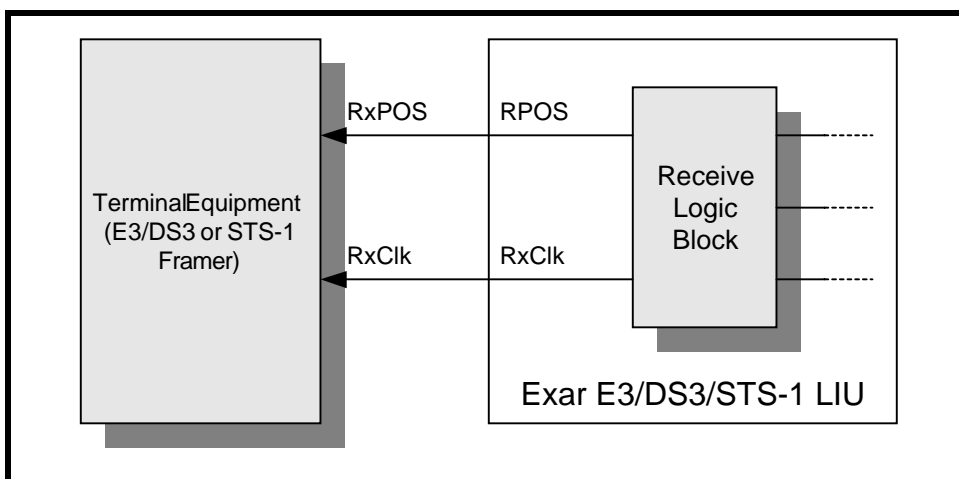 RxPOS
RPOS
TerminalEquipment
(E3/DS3 or STS-1
Framer)
Receive
Logic
Block
RxClk
RxClk
Exar E3/DS3/STS-1 LIU